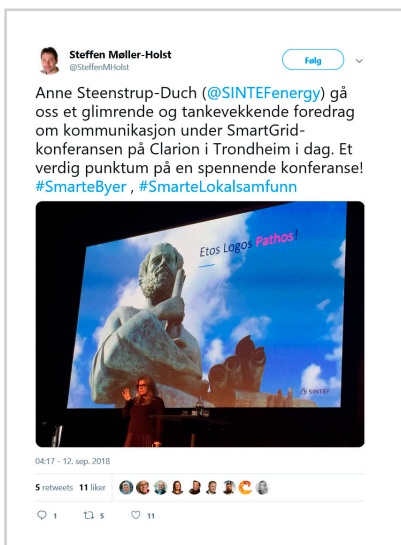 Steffen Møller-Holst
@SteffenMHolst
Følg
Anne Steenstrup-Duch (@SINTEFenergy) gå
oss et glimrende og tankevekkende foredrag
om kommunikasjon under SmartGrid-
konferansen på Clarion i Trondheim i dag. Et
verdig punktum på en spennende konferanse!
#SmarteByer , #SmarteLokalsamfunn
Etos Logos Pathos!
SINTEF
04:17 - 12. sep. 2018
5 retweets 11 liker
1 5 11